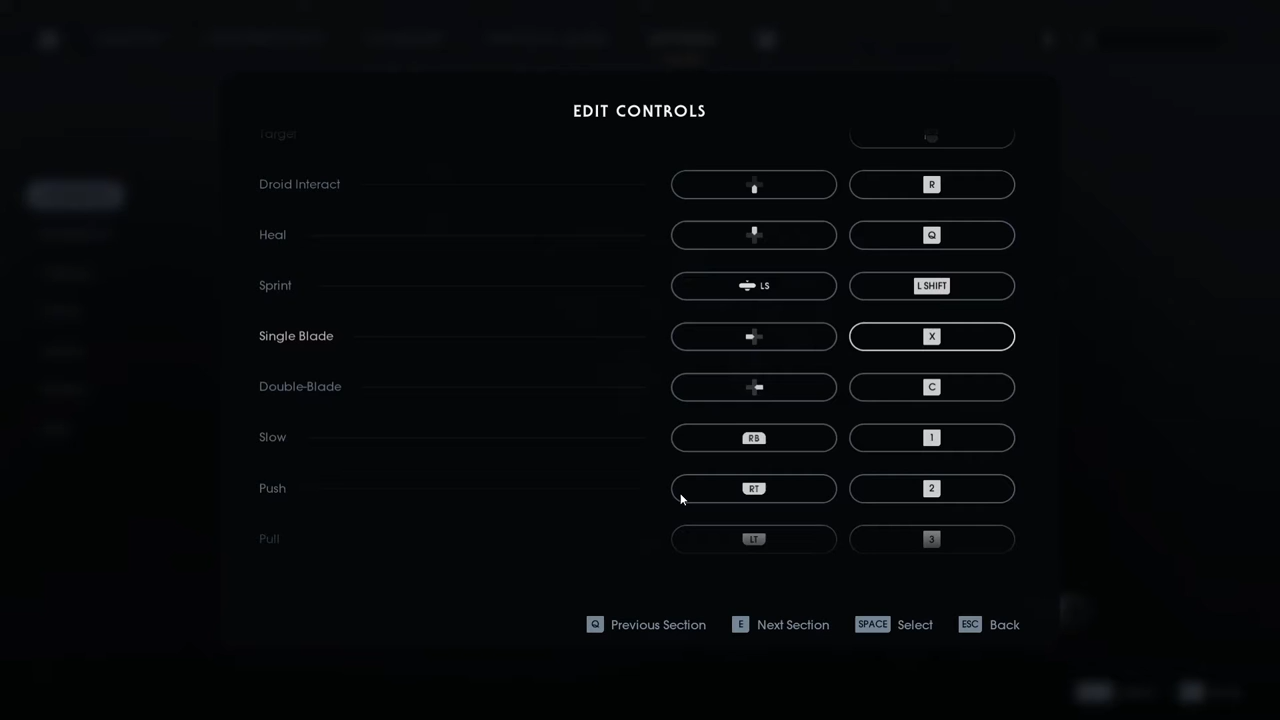 EDIT CONTROLS
Target
Droid Interact R
Heal Q
Sprint LS L SHIFT
Single Blade X
Double-Blade C
Slow RB 1
Push RT 2
Pull LT 3
Q Previous Section E Next Section SPACE Select ESC Back